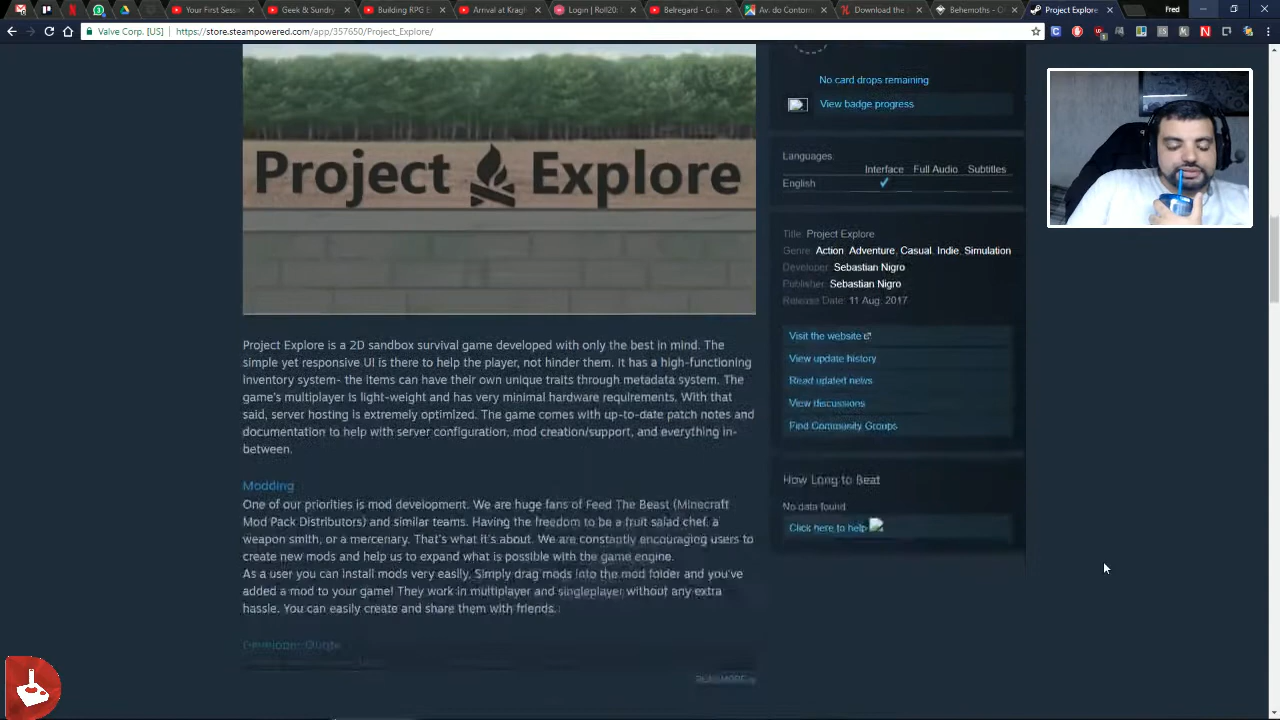 Your First Sess
Geek & Sundry
Building RPG E
Arrival at Kragh
Login | Roll20:
Belregard - Cria
Av. do Contorn
Download the
Behemoths - C
Project Explore
Fred
Valve Corp. [US]
https://store.steampowered.com/app/357650/Project_Explore/
Project Explore
Project Explore is a 2D sandbox survival game developed with only the best in mind. The
simple yet responsive UI is there to help the player, not hinder them. It has a high-functioning
inventory system- the items can have their own unique traits through metadata system. The
game's multiplayer is light-weight and has very minimal hardware requirements. With that
said, server hosting is extremely optimized. The game comes with up-to-date patch notes and
documentation to help with server configuration, mod creation/support, and everything in-
between.
Modding
One of our priorities is mod development. We are huge fans of Feed The Beast (Minecraft
Mod Pack Distributors) and similar teams. Having the freedom to be a fruit salad chef, a
weapon smith, or a mercenary. That's what it's about. We are constantly encouraging users to
create new mods and help us to expand what is possible with the game engine.
As a user you can install mods very easily. Simply drag mods into the mod folder and you've
added a mod to your game! They work in multiplayer and singleplayer without any extra
hassle. You can easily create and share them with friends.
Developer Quote
READ MORE
No card drops remaining
View badge progress
Languages:
Interface Full Audio Subtitles
English
Title: Project Explore
Genre: Action, Adventure, Casual, Indie, Simulation
Developer: Sebastian Nigro
Publisher: Sebastian Nigro
Release Date: 11 Aug, 2017
Visit the website
View update history
Read updated news
View discussions
Find Community Groups
How Long to Beat
No data found.
Click here to help